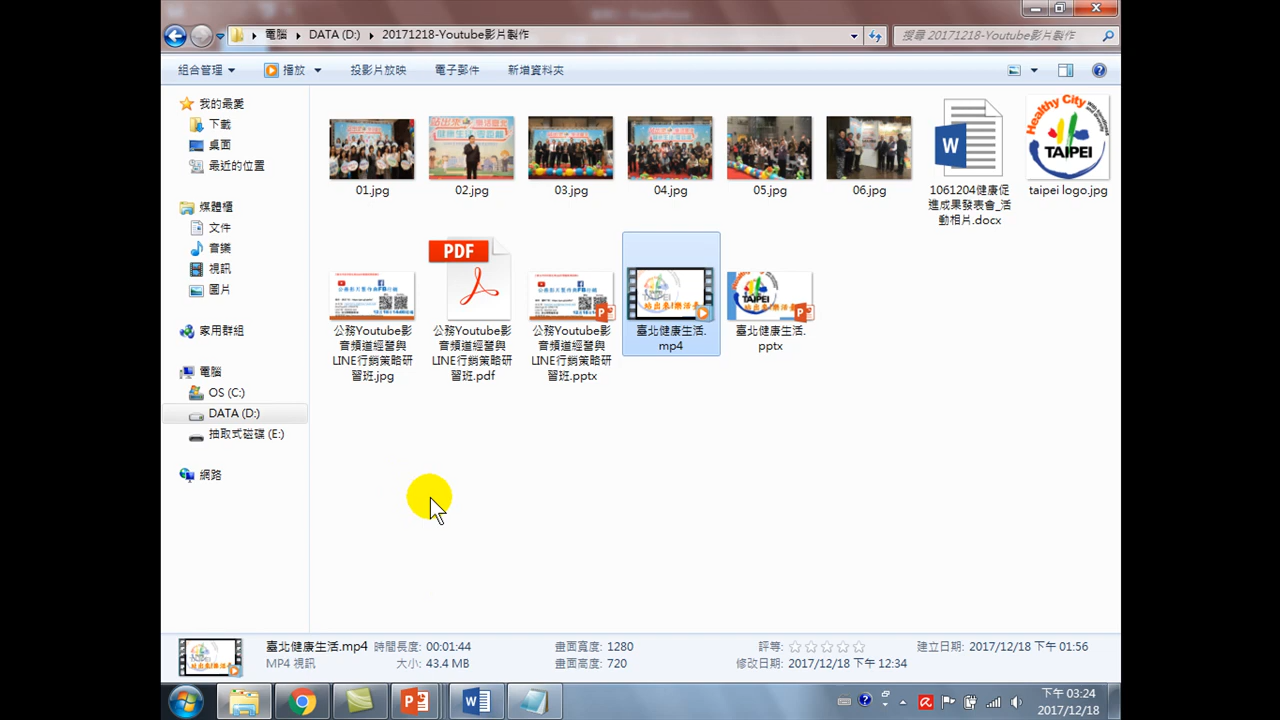 電腦 ▸ DATA (D:) ▸ 20171218-Youtube影片製作
搜尋 20171218-Youtube影片製作
組合管理 播放 投影片放映 電子郵件 新增資料夾
我的最愛
下載
桌面
最近的位置
媒體櫃
文件
音樂
視訊
圖片
家用群組
電腦
OS (C:)
DATA (D:)
抽取式磁碟 (E:)
網路
Healthy City
TAIPEI
01.jpg
02.jpg
03.jpg
04.jpg
05.jpg
06.jpg
1061204健康促
進成果發表會_活
動相片.docx
taipei logo.jpg
PDF
公務Youtube影
音頻道經營與
LINE行銷策略研
習班.jpg
公務Youtube影
音頻道經營與
LINE行銷策略研
習班.pdf
公務Youtube影
音頻道經營與
LINE行銷策略研
習班.pptx
臺北健康生活.
mp4
TAIPEI
臺北健康生活.
pptx
臺北健康生活.mp4 時間長度: 00:01:44 畫面寬度: 1280 評等: 建立日期: 2017/12/18 下午 01:56
MP4 視訊 大小: 43.4 MB 畫面高度: 720 修改日期: 2017/12/18 下午 12:34
下午 03:24
2017/12/18